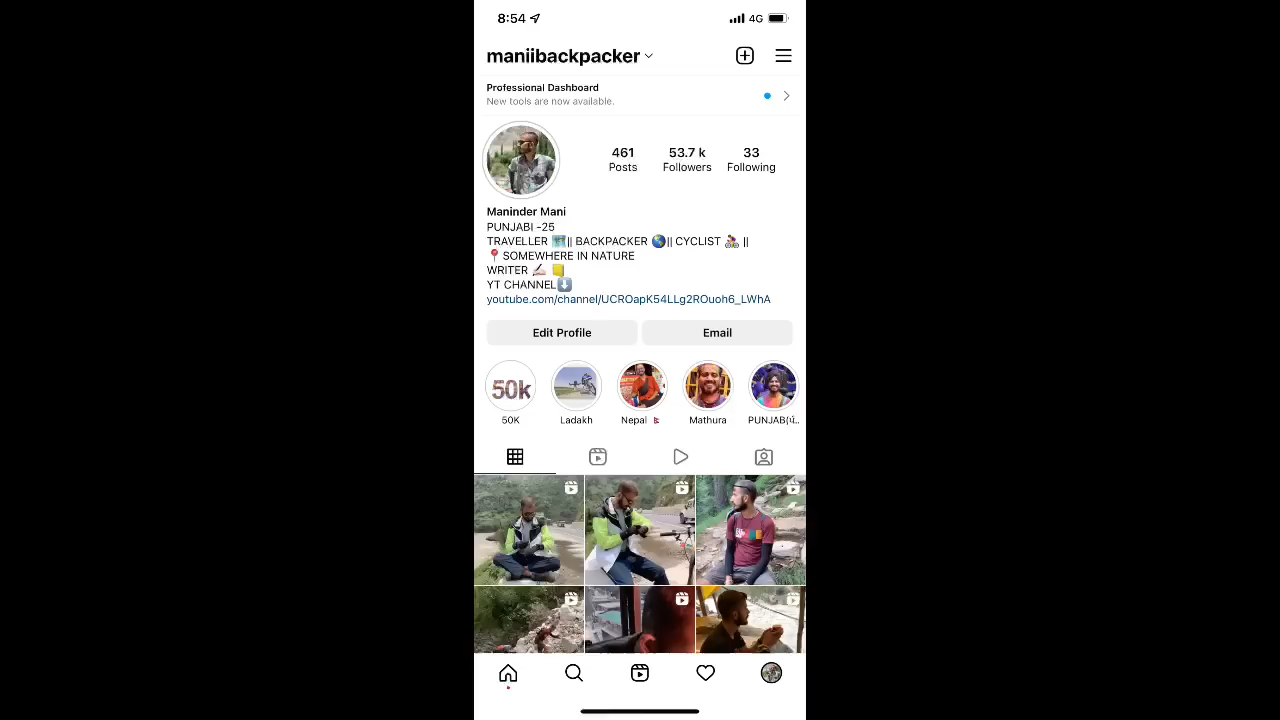 8:54
4G
maniibackpacker
Professional Dashboard
New tools are now available.
461 53.7 k 33
Posts Followers Following
Maninder Mani
PUNJABI -25
TRAVELLER 🗺️|| BACKPACKER 🌎|| CYCLIST 🚴 ||
📍 SOMEWHERE IN NATURE
WRITER ✍🏻 📒
YT CHANNEL⬇️
youtube.com/channel/UCROapK54LLg2ROuoh6_LWhA
Edit Profile Email
50k
50K Ladakh Nepal 🇳🇵 Mathura PUNJAB(ਪੰ..